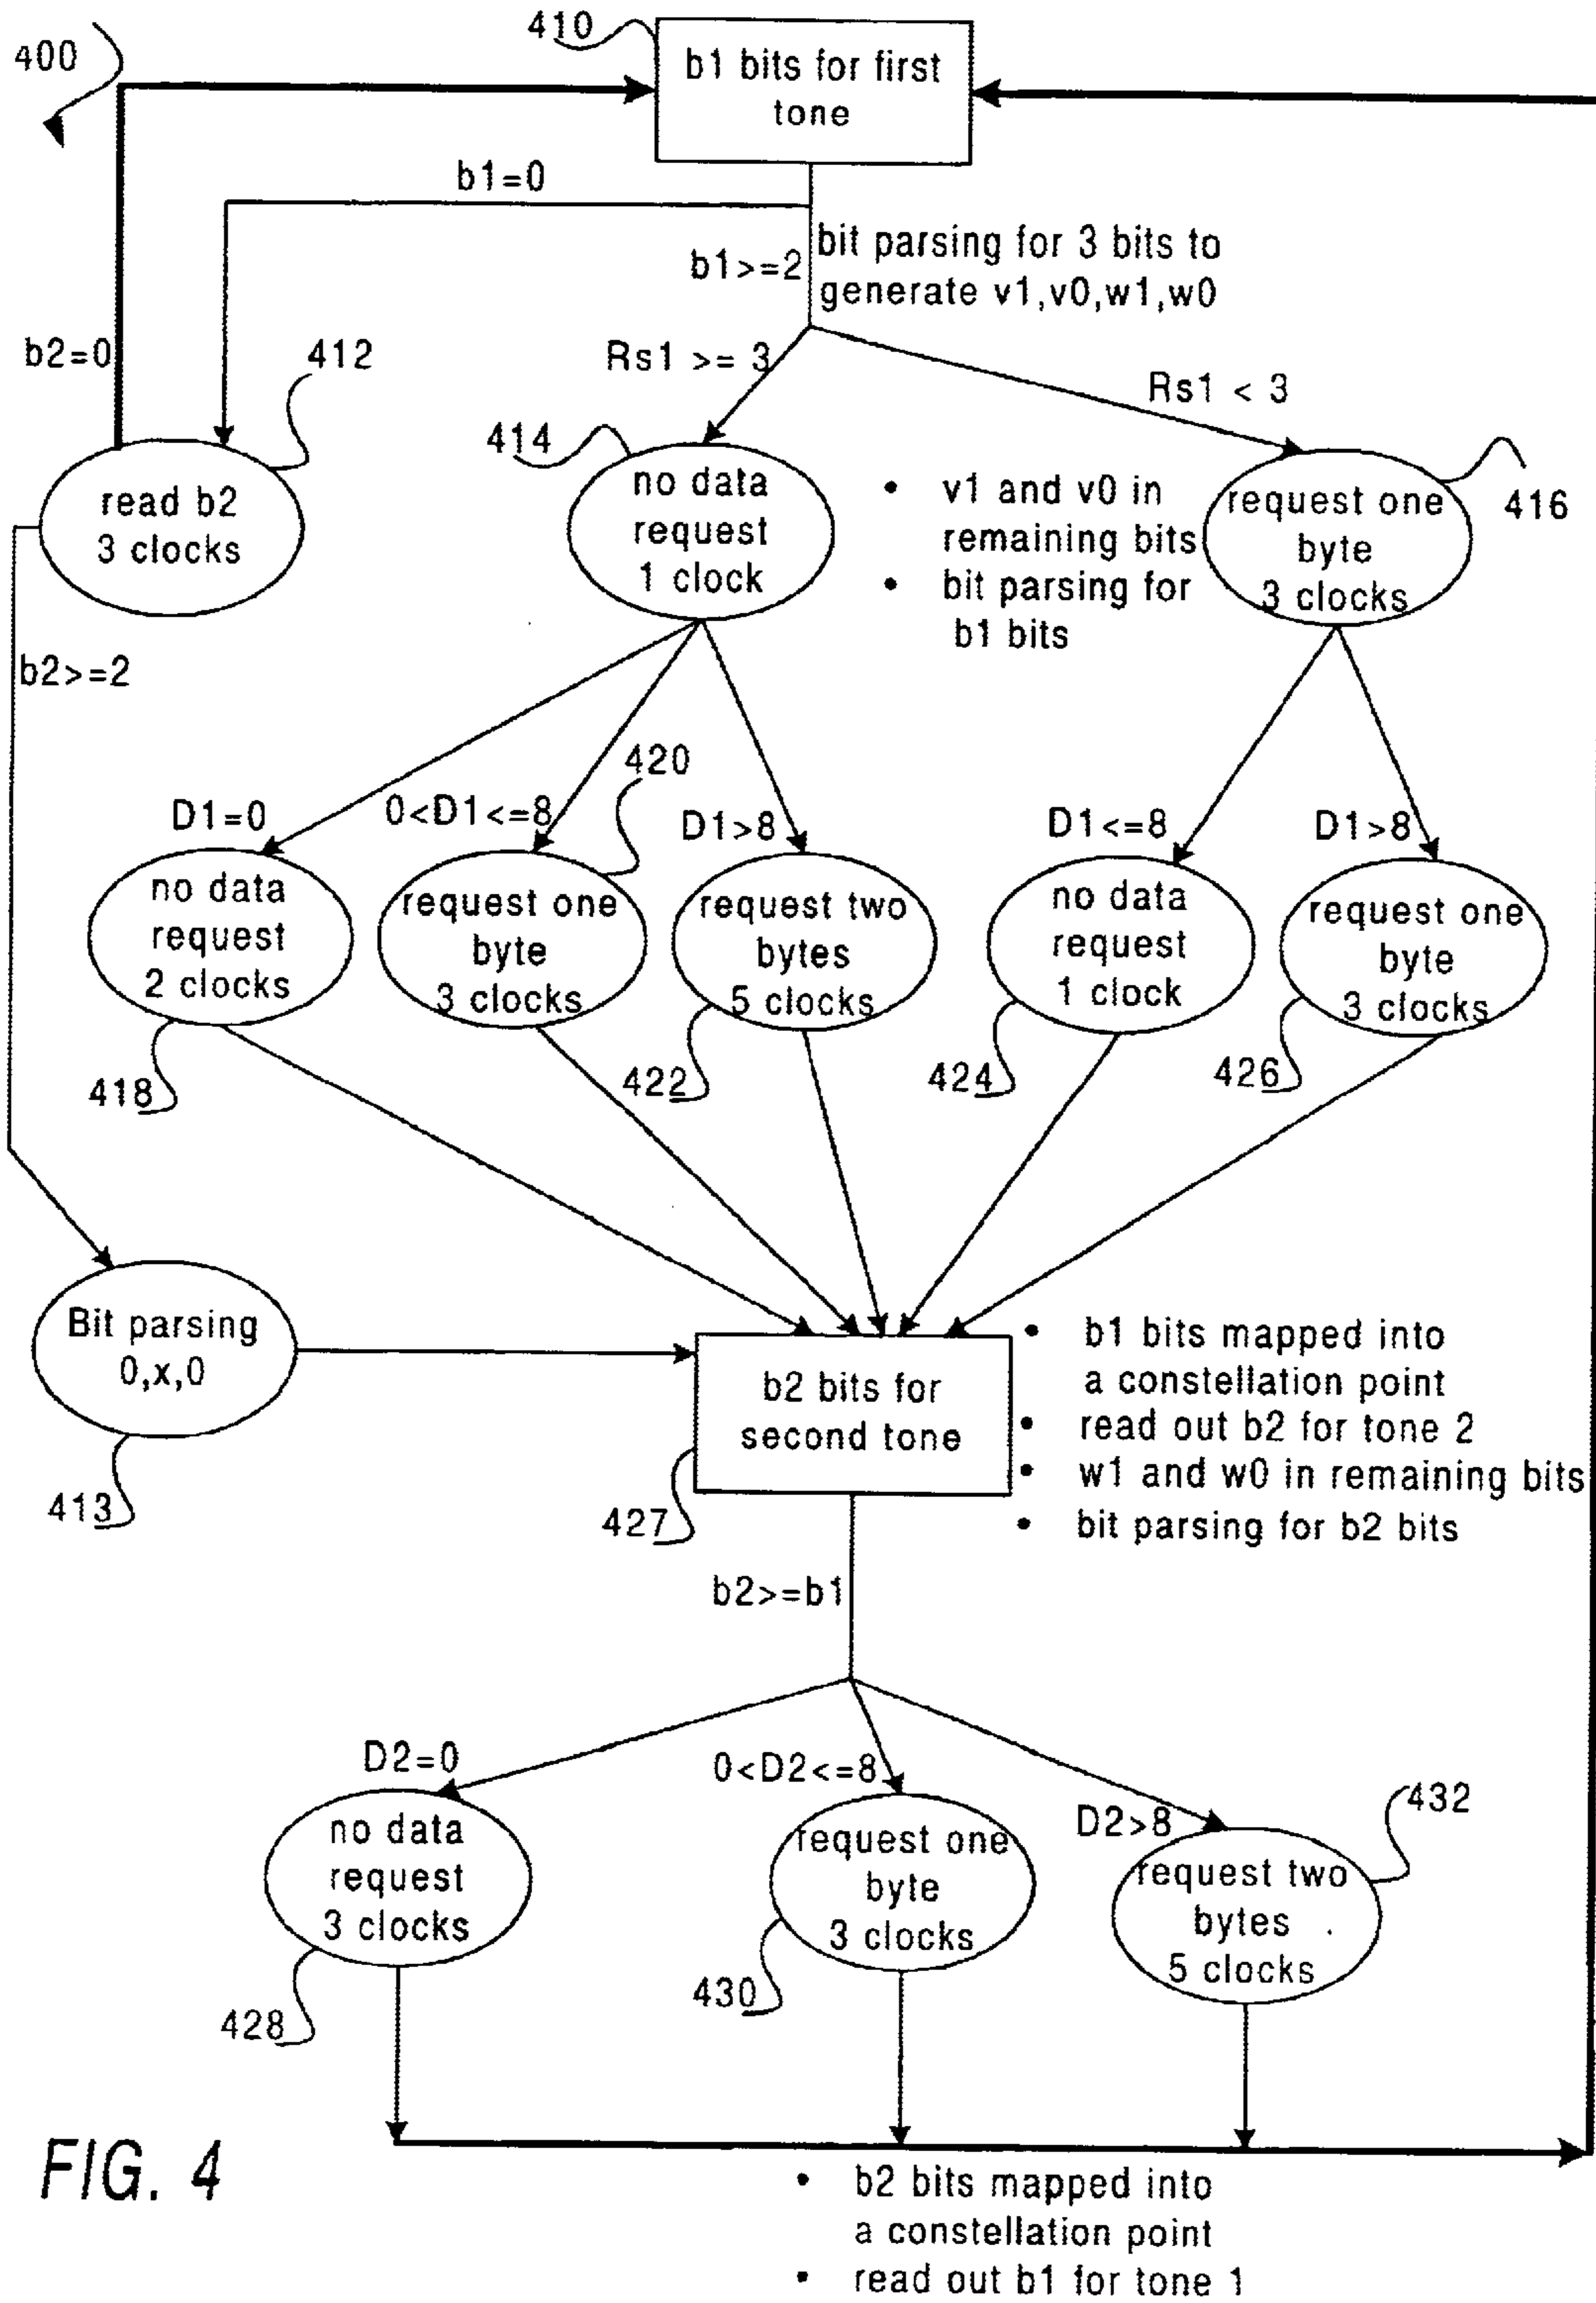 410
400
b1 bits for first
tone
b1=0
b1>=2
bit parsing for 3 bits to
generate v1,v0,w1,w0
b2=0
412
Rs1 >= 3
Rs1 < 3
414
416
read b2
3 clocks
no data
request
1 clock
• v1 and v0 in
remaining bits
• bit parsing for
b1 bits
request one
byte
3 clocks
b2>=2
420
D1=0
0<D1<=8
D1>8
D1<=8
D1>8
no data
request
2 clocks
request one
byte
3 clocks
request two
bytes
5 clocks
no data
request
1 clock
request one
byte
3 clocks
418
422
424
426
Bit parsing
0,x,0
413
b2 bits for
second tone
427
• b1 bits mapped into
a constellation point
• read out b2 for tone 2
• w1 and w0 in remaining bits
• bit parsing for b2 bits
b2>=b1
D2=0
0<D2<=8
D2>8
432
no data
request
3 clocks
request one
byte
3 clocks
request two
bytes
5 clocks
428
430
FIG. 4
• b2 bits mapped into
a constellation point
• read out b1 for tone 1